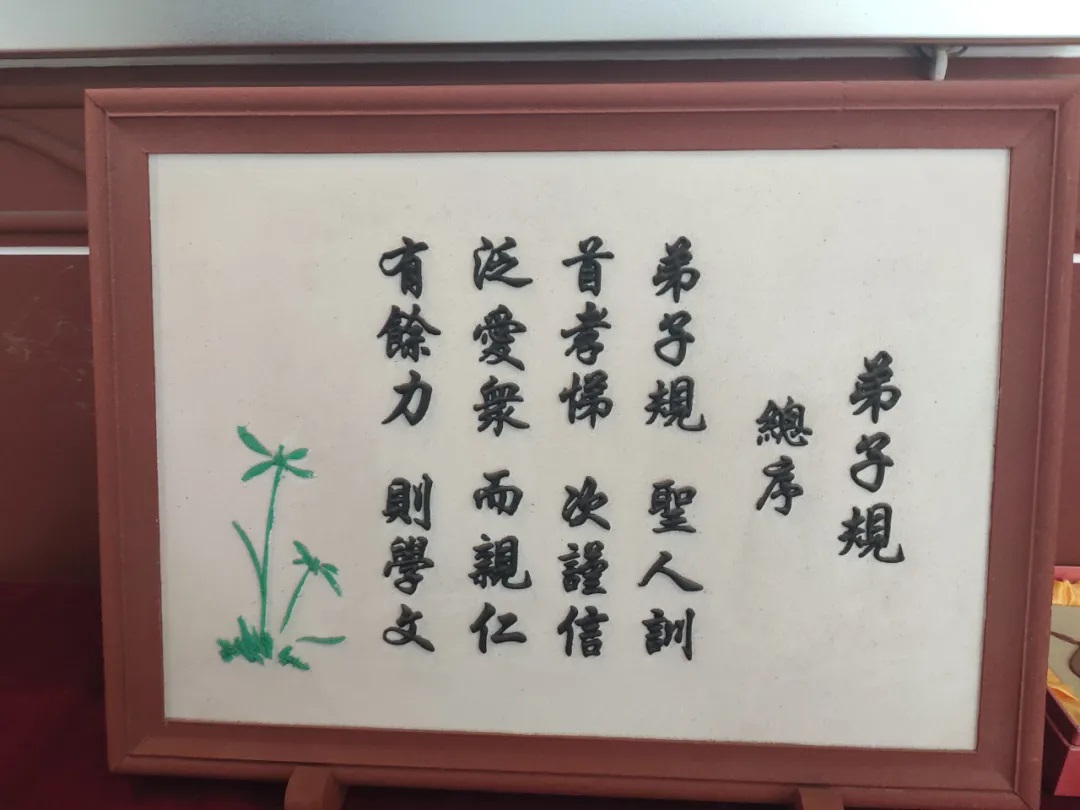 弟子規
總序
弟子規 聖人訓
首孝悌 次謹信
泛愛衆 而親仁
有餘力 則學文